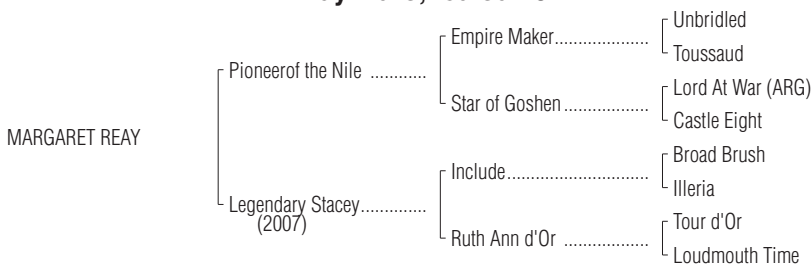 Unbridled
Empire Maker....................
Toussaud
Pioneerof the Nile ............
Lord At War (ARG)
Star of Goshen..................
Castle Eight
MARGARET REAY
Broad Brush
Include..............................
Illeria
Legendary Stacey..............
(2007)
Tour d'Or
Ruth Ann d'Or ..................
Loudmouth Time